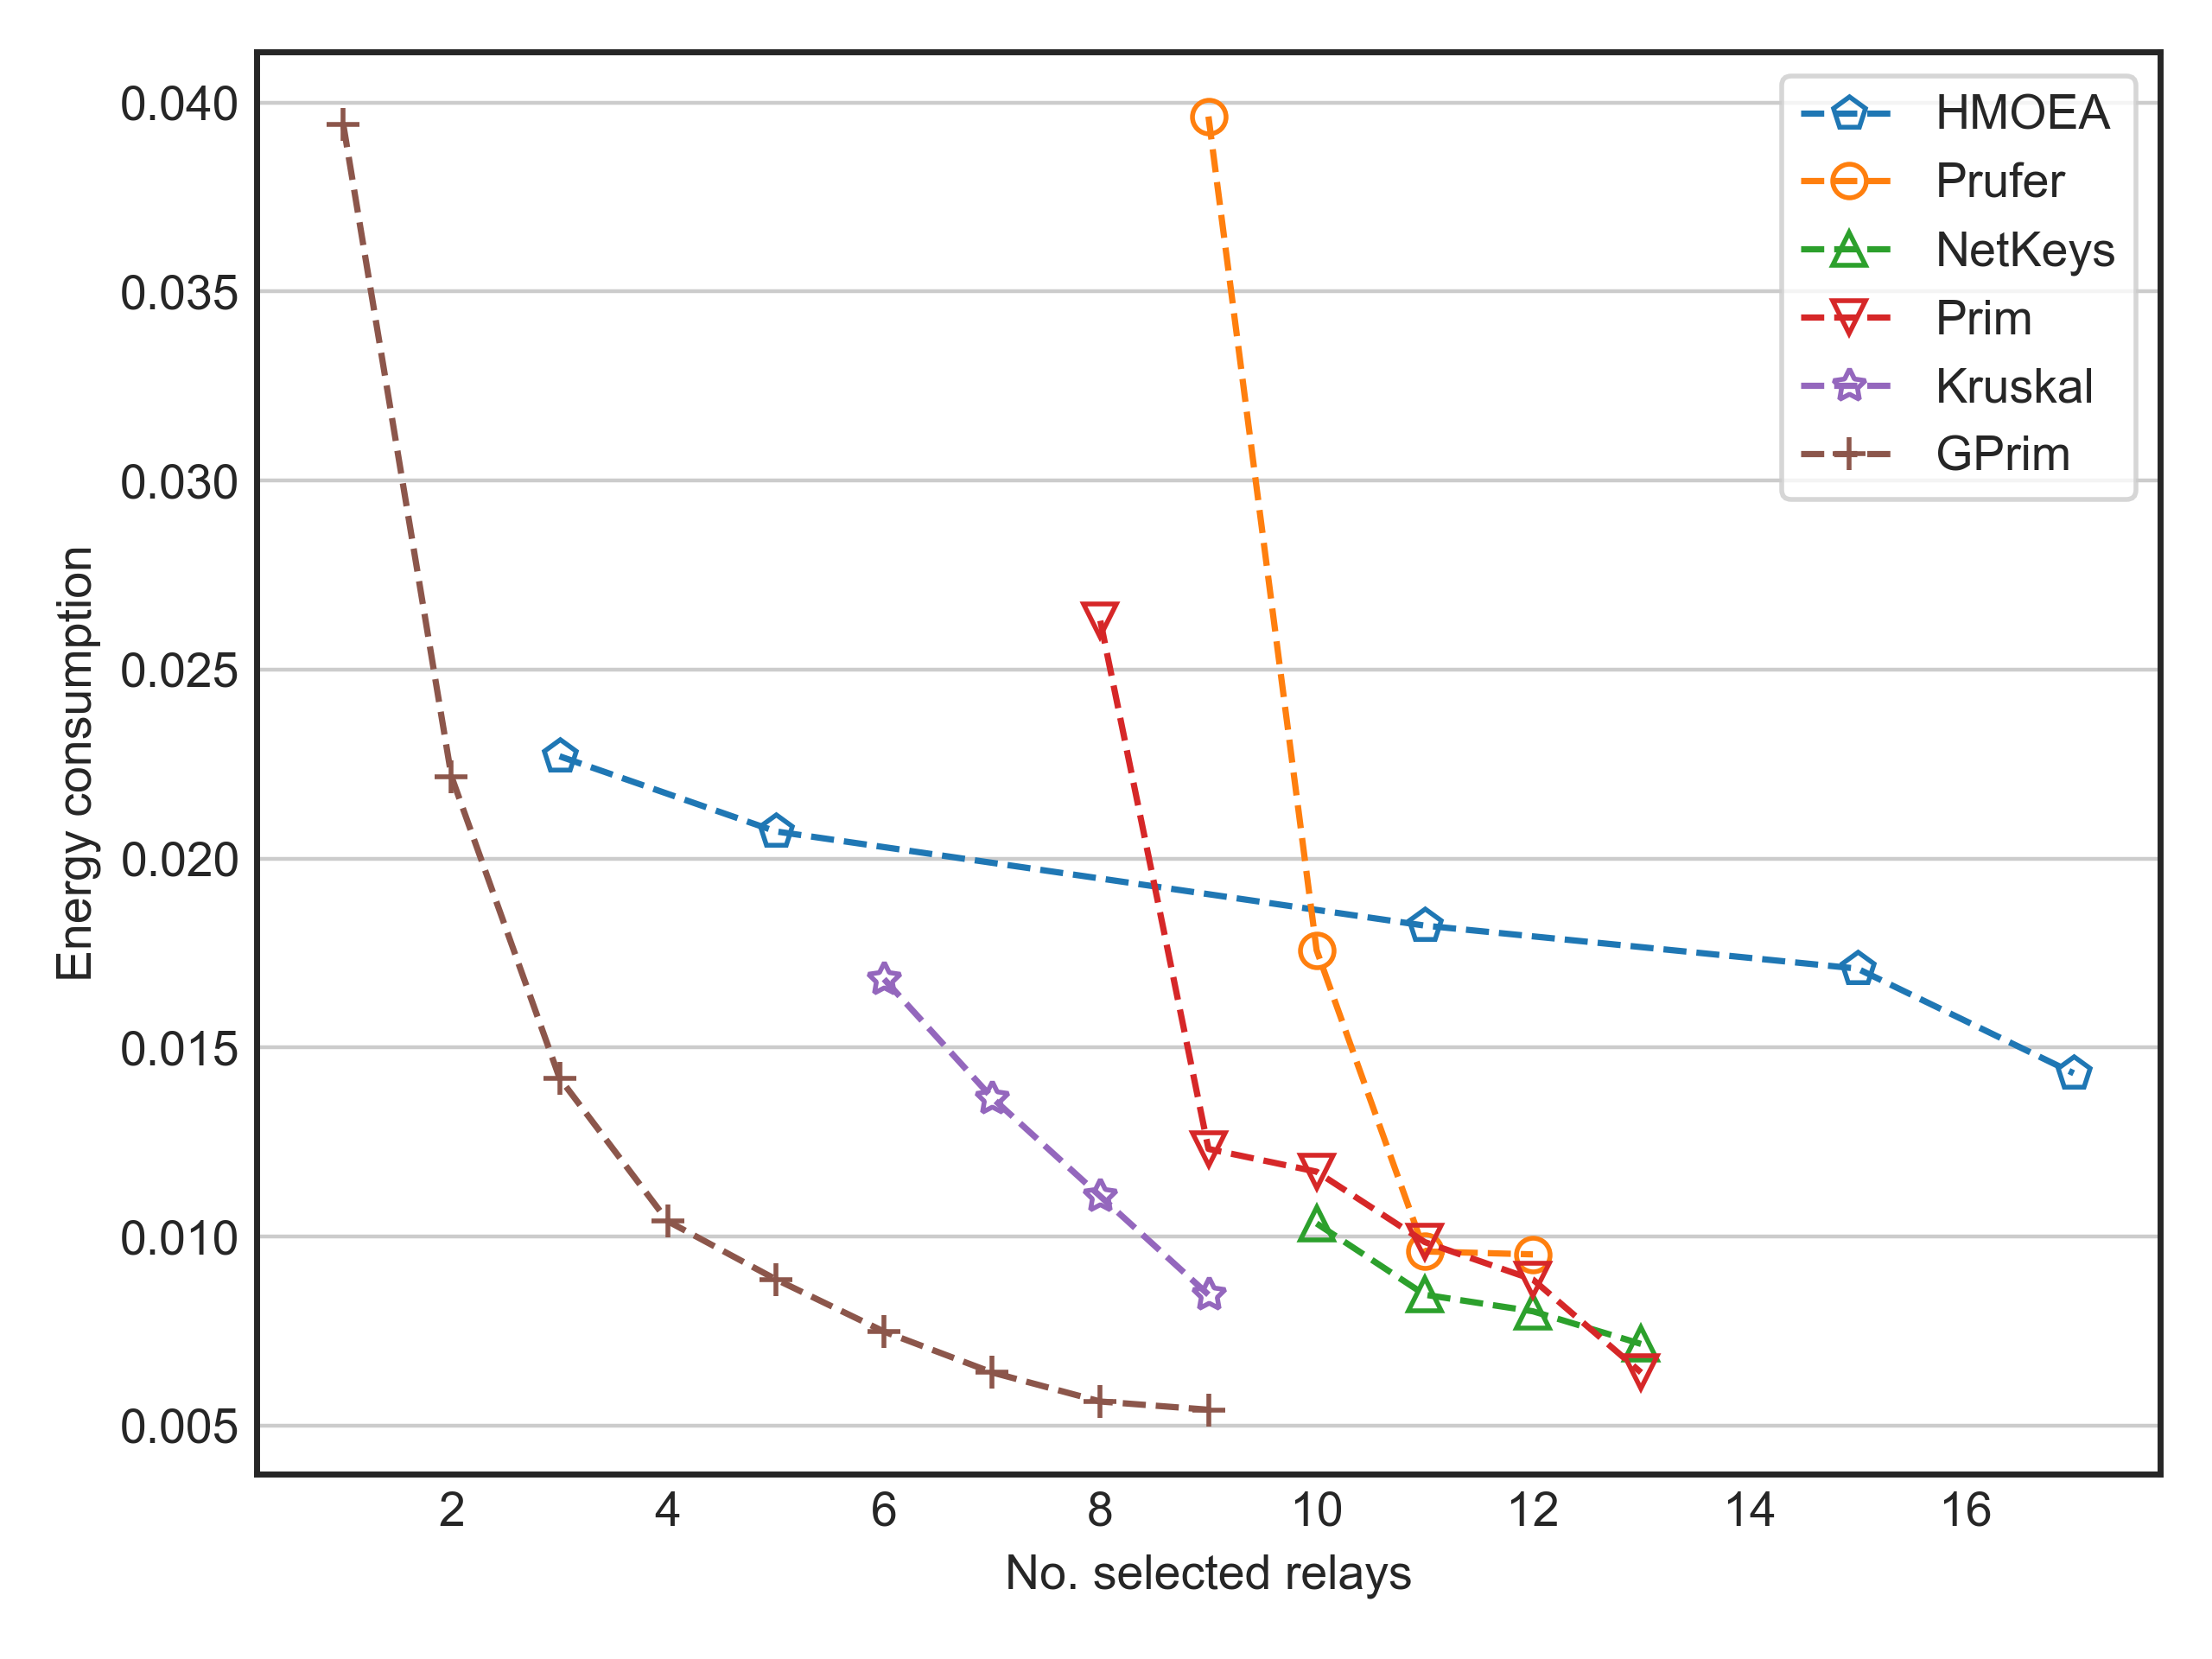 0.040
0.035
0.030
0.025
0.020
0.015
0.010
0.005
Energy consumption
2 4 6 8 10 12 14 16
No. selected relays
HMOEA
Prufer
NetKeys
Prim
Kruskal
GPrim